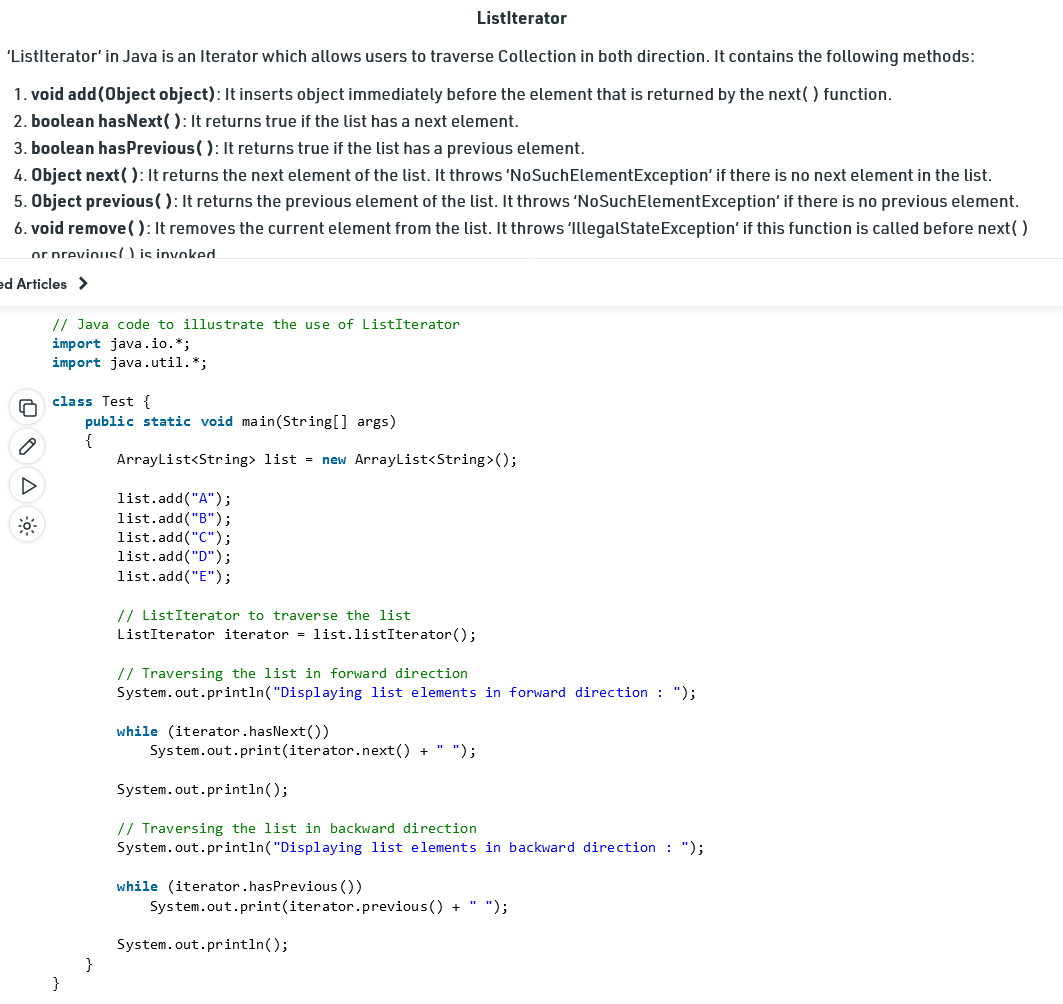 ListIterator
‘ListIterator’ in Java is an Iterator which allows users to traverse Collection in both direction. It contains the following methods:
1. void add(Object object): It inserts object immediately before the element that is returned by the next( ) function.
2. boolean hasNext( ): It returns true if the list has a next element.
3. boolean hasPrevious( ): It returns true if the list has a previous element.
4. Object next( ): It returns the next element of the list. It throws ‘NoSuchElementException’ if there is no next element in the list.
5. Object previous( ): It returns the previous element of the list. It throws ‘NoSuchElementException’ if there is no previous element.
6. void remove( ): It removes the current element from the list. It throws ‘IllegalStateException’ if this function is called before next( )
or previous( ) is invoked
ed Articles
// Java code to illustrate the use of ListIterator
import java.io.*;
import java.util.*;
class Test {
    public static void main(String[] args)
    {
        ArrayList<String> list = new ArrayList<String>();
        list.add("A");
        list.add("B");
        list.add("C");
        list.add("D");
        list.add("E");
        // ListIterator to traverse the list
        ListIterator iterator = list.listIterator();
        // Traversing the list in forward direction
        System.out.println("Displaying list elements in forward direction : ");
        while (iterator.hasNext())
            System.out.print(iterator.next() + " ");
        System.out.println();
        // Traversing the list in backward direction
        System.out.println("Displaying list elements in backward direction : ");
        while (iterator.hasPrevious())
            System.out.print(iterator.previous() + " ");
        System.out.println();
    }
}